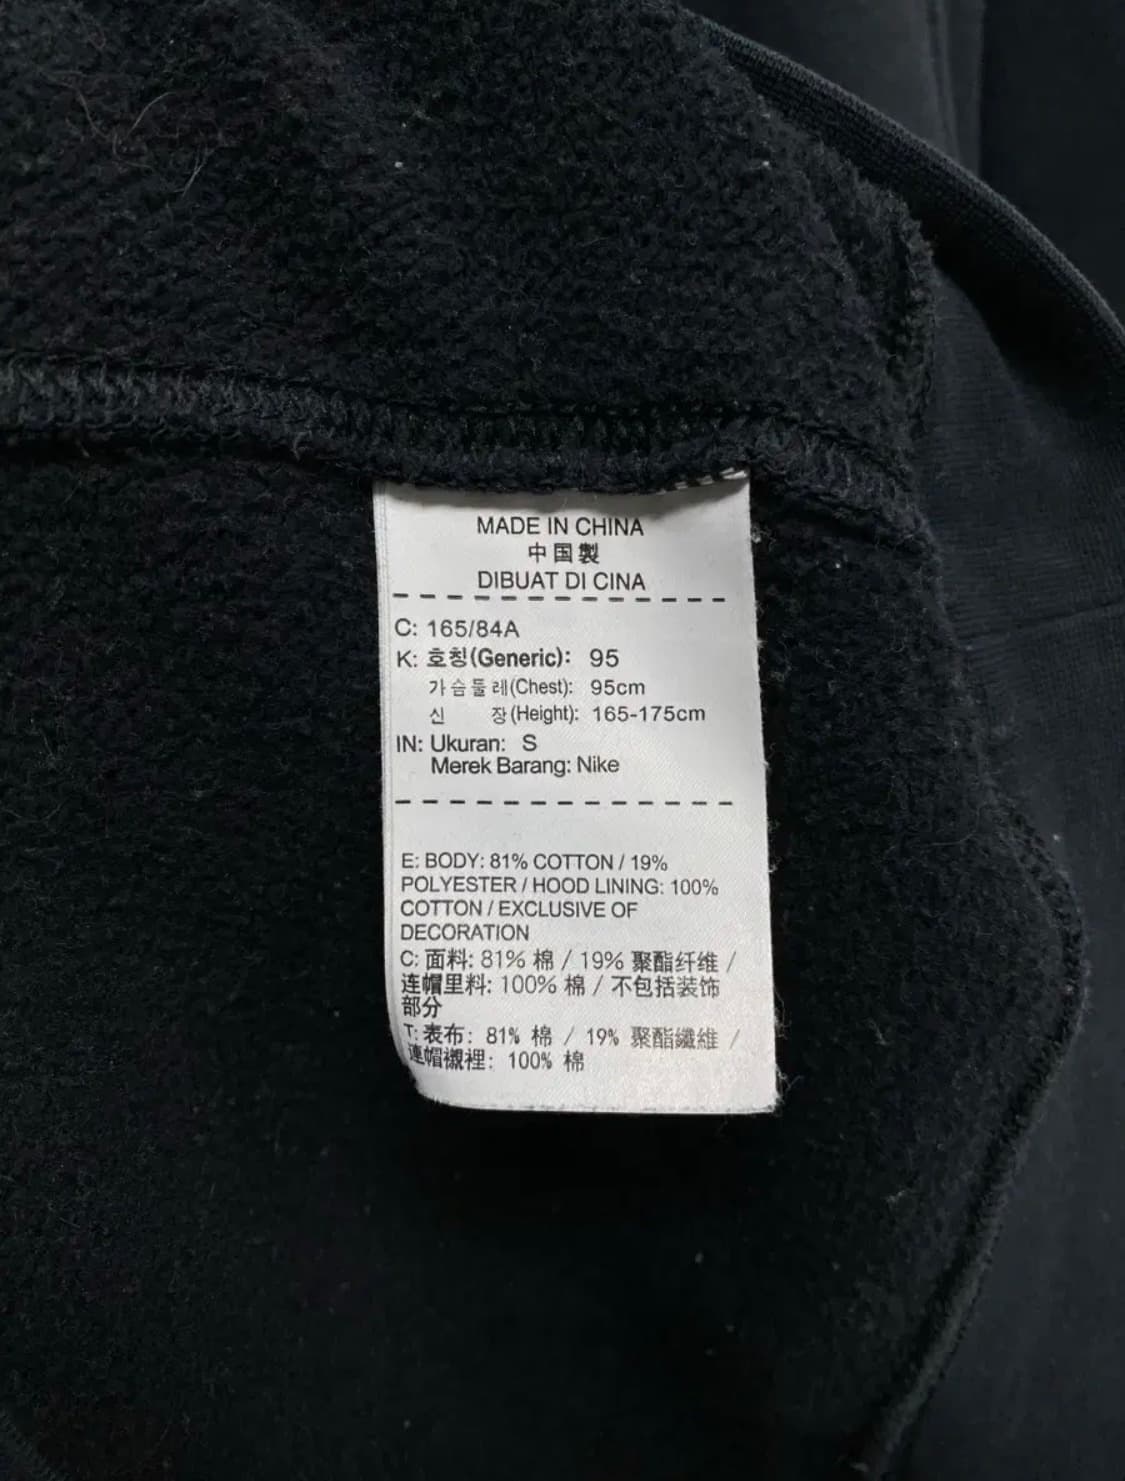 MADE IN CHINA
中国製
DIBUAT DI CINA
C: 165/84A
K: 호칭(Generic): 95
가슴둘레(Chest): 95cm
신 장(Height): 165-175cm
IN: Ukuran: S
Merek Barang: Nike
E: BODY: 81% COTTON / 19%
POLYESTER / HOOD LINING: 100%
COTTON / EXCLUSIVE OF
DECORATION
C: 面料: 81% 棉 / 19% 聚酯纤维 /
连帽里料: 100% 棉 / 不包括装饰
部分
T: 表布: 81% 棉 / 19% 聚酯纖維 /
連帽襯裡: 100% 棉